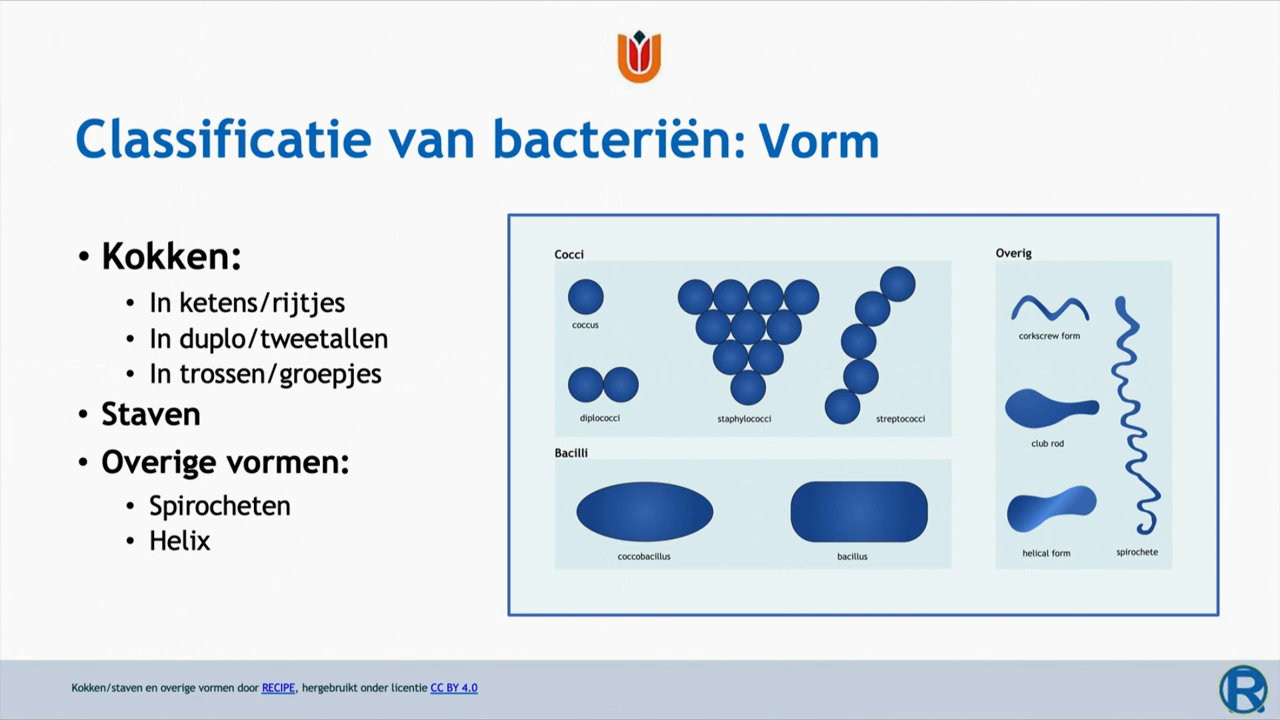 Classificatie van bacteriën: Vorm
• Kokken:
• In ketens/rijtjes
• In duplo/tweetallen
• In trossen/groepjes
• Staven
• Overige vormen:
• Spirocheten
• Helix
Cocci
coccus
diplococci
staphylococci
streptococci
Bacilli
coccobacillus
bacillus
Overig
corkscrew form
club rod
helical form
spirochete
Kokken/staven en overige vormen door RECIPE, hergebruikt onder licentie CC BY 4.0
R